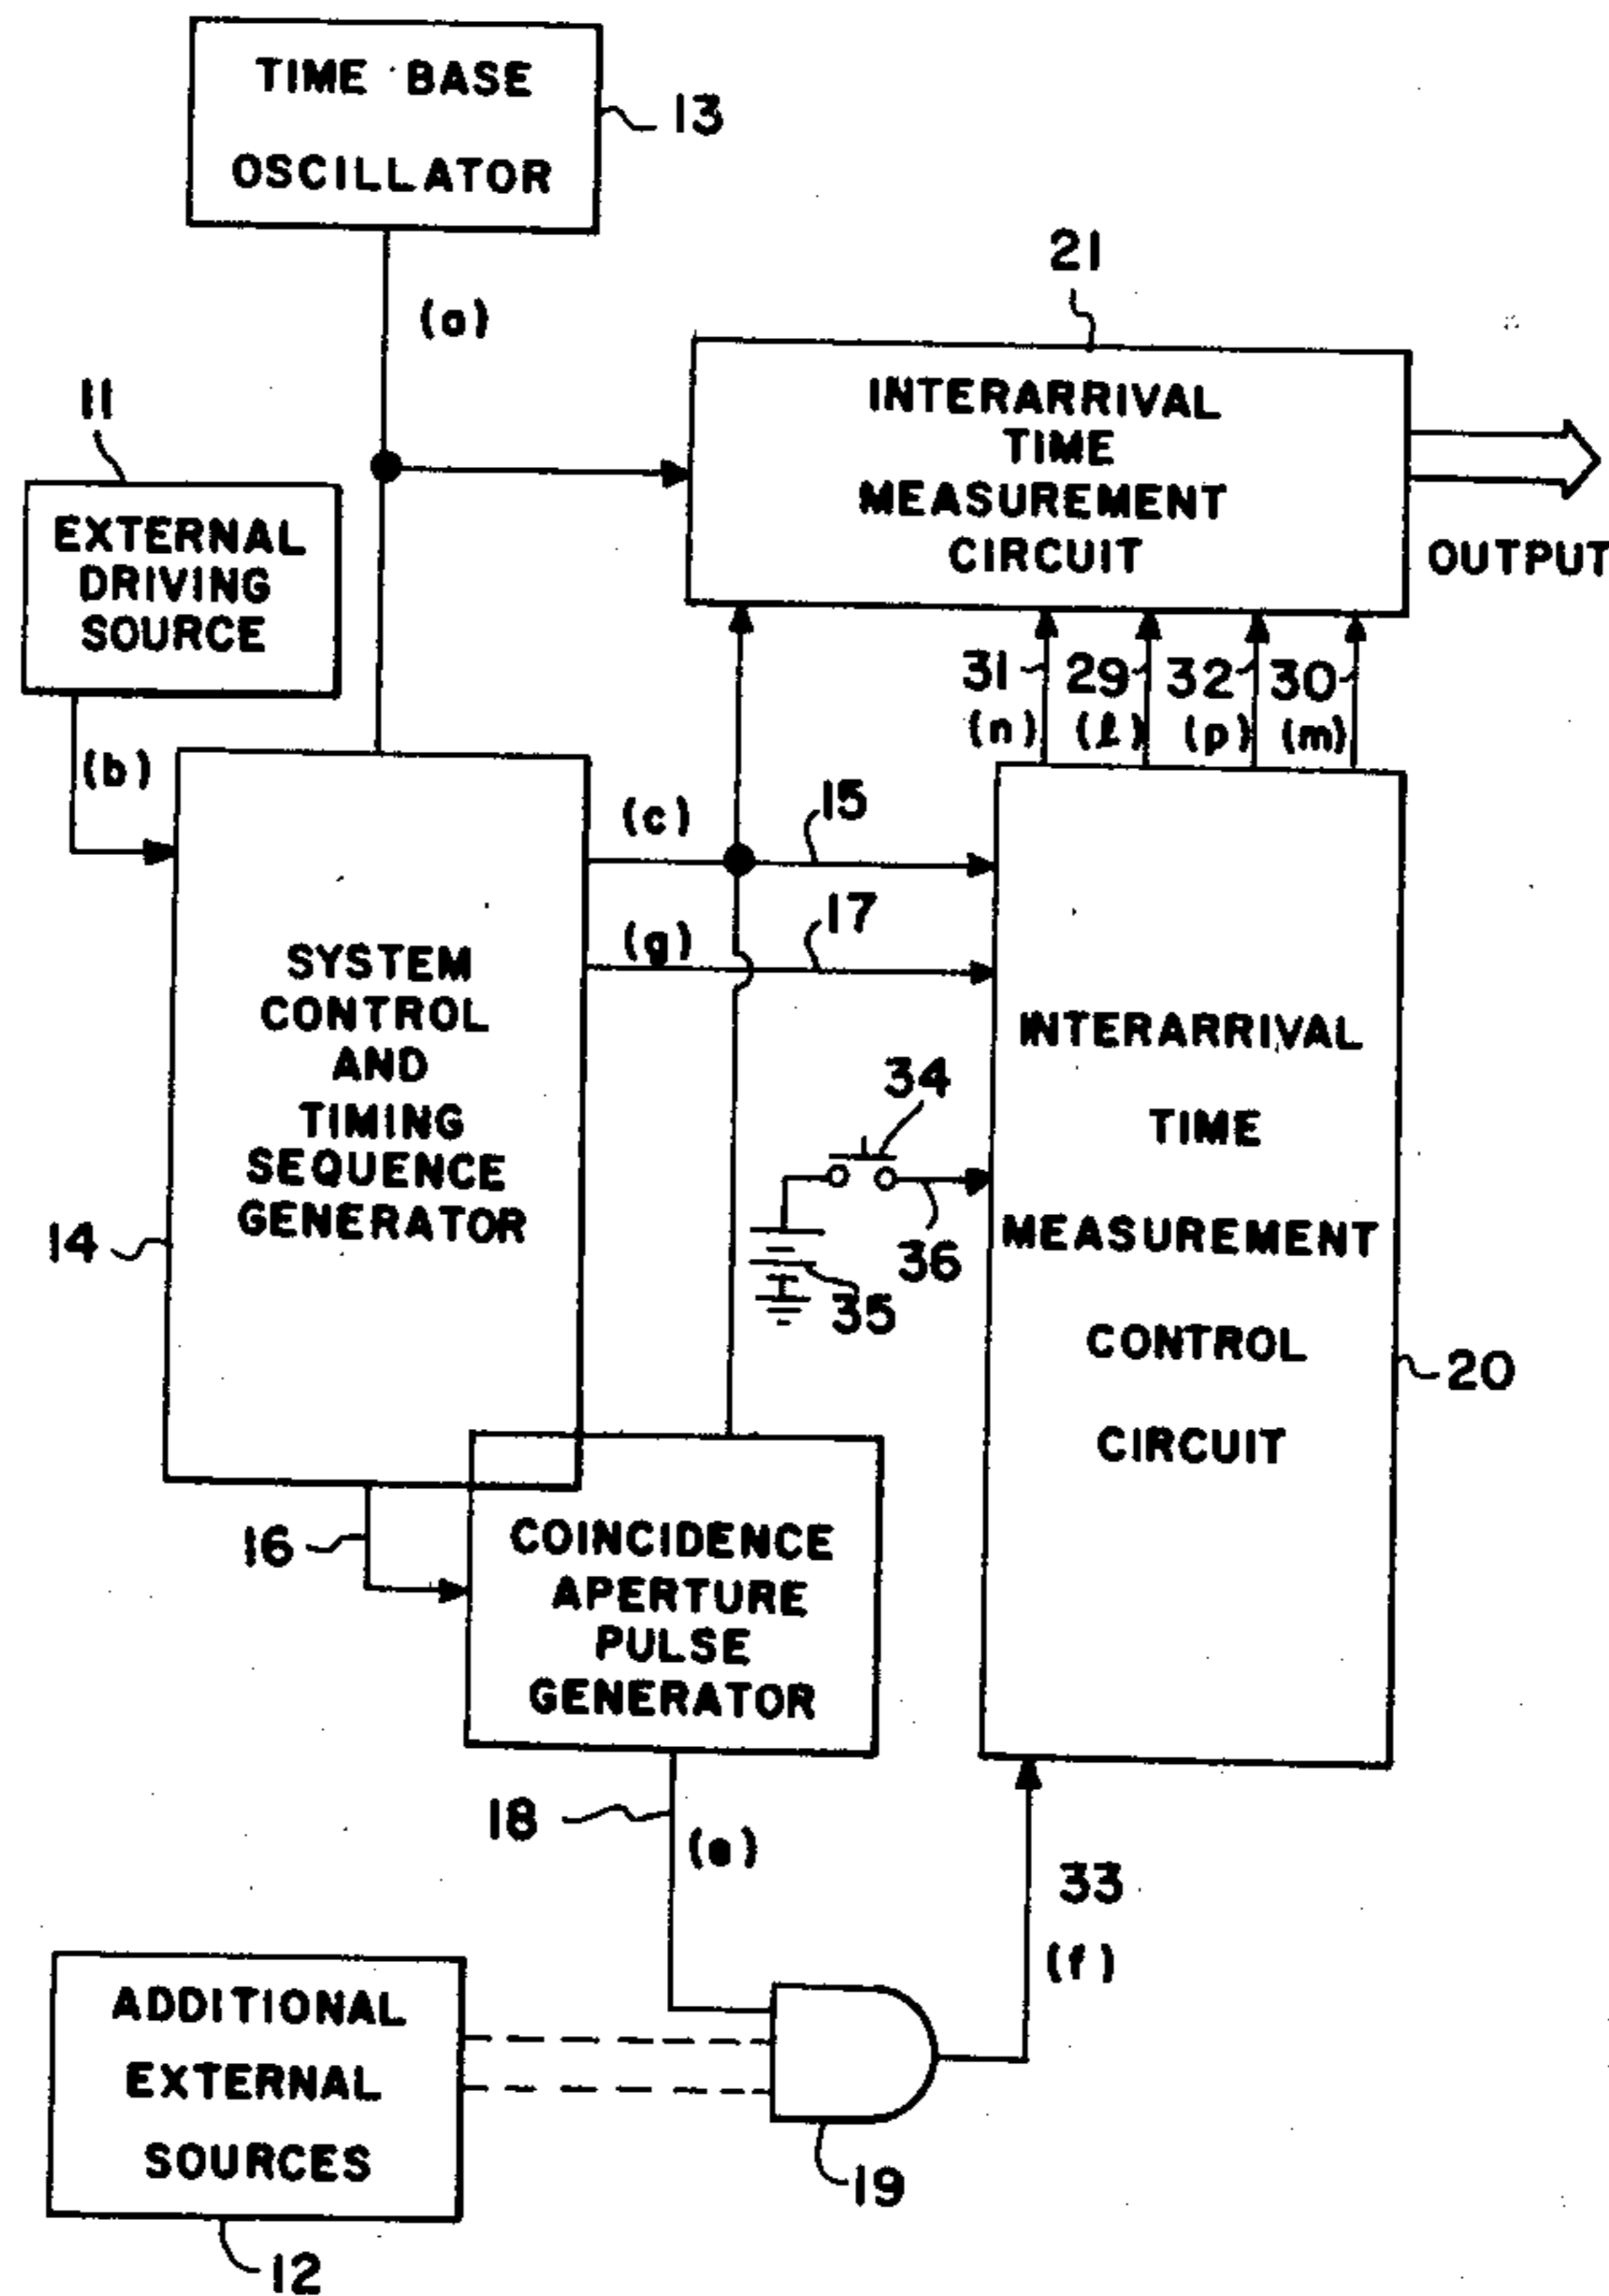 TIME BASE
OSCILLATOR
13
(a)
21
INTERARRIVAL
TIME
MEASUREMENT
CIRCUIT
OUTPUT
11
EXTERNAL
DRIVING
SOURCE
(b)
31 29 32 30
(n) (l) (p) (m)
(c)
15
(g)
17
SYSTEM
CONTROL
AND
TIMING
SEQUENCE
GENERATOR
14
34
35
36
INTERARRIVAL
TIME
MEASUREMENT
CONTROL
CIRCUIT
20
16
COINCIDENCE
APERTURE
PULSE
GENERATOR
18
(e)
33
(f)
ADDITIONAL
EXTERNAL
SOURCES
12
19